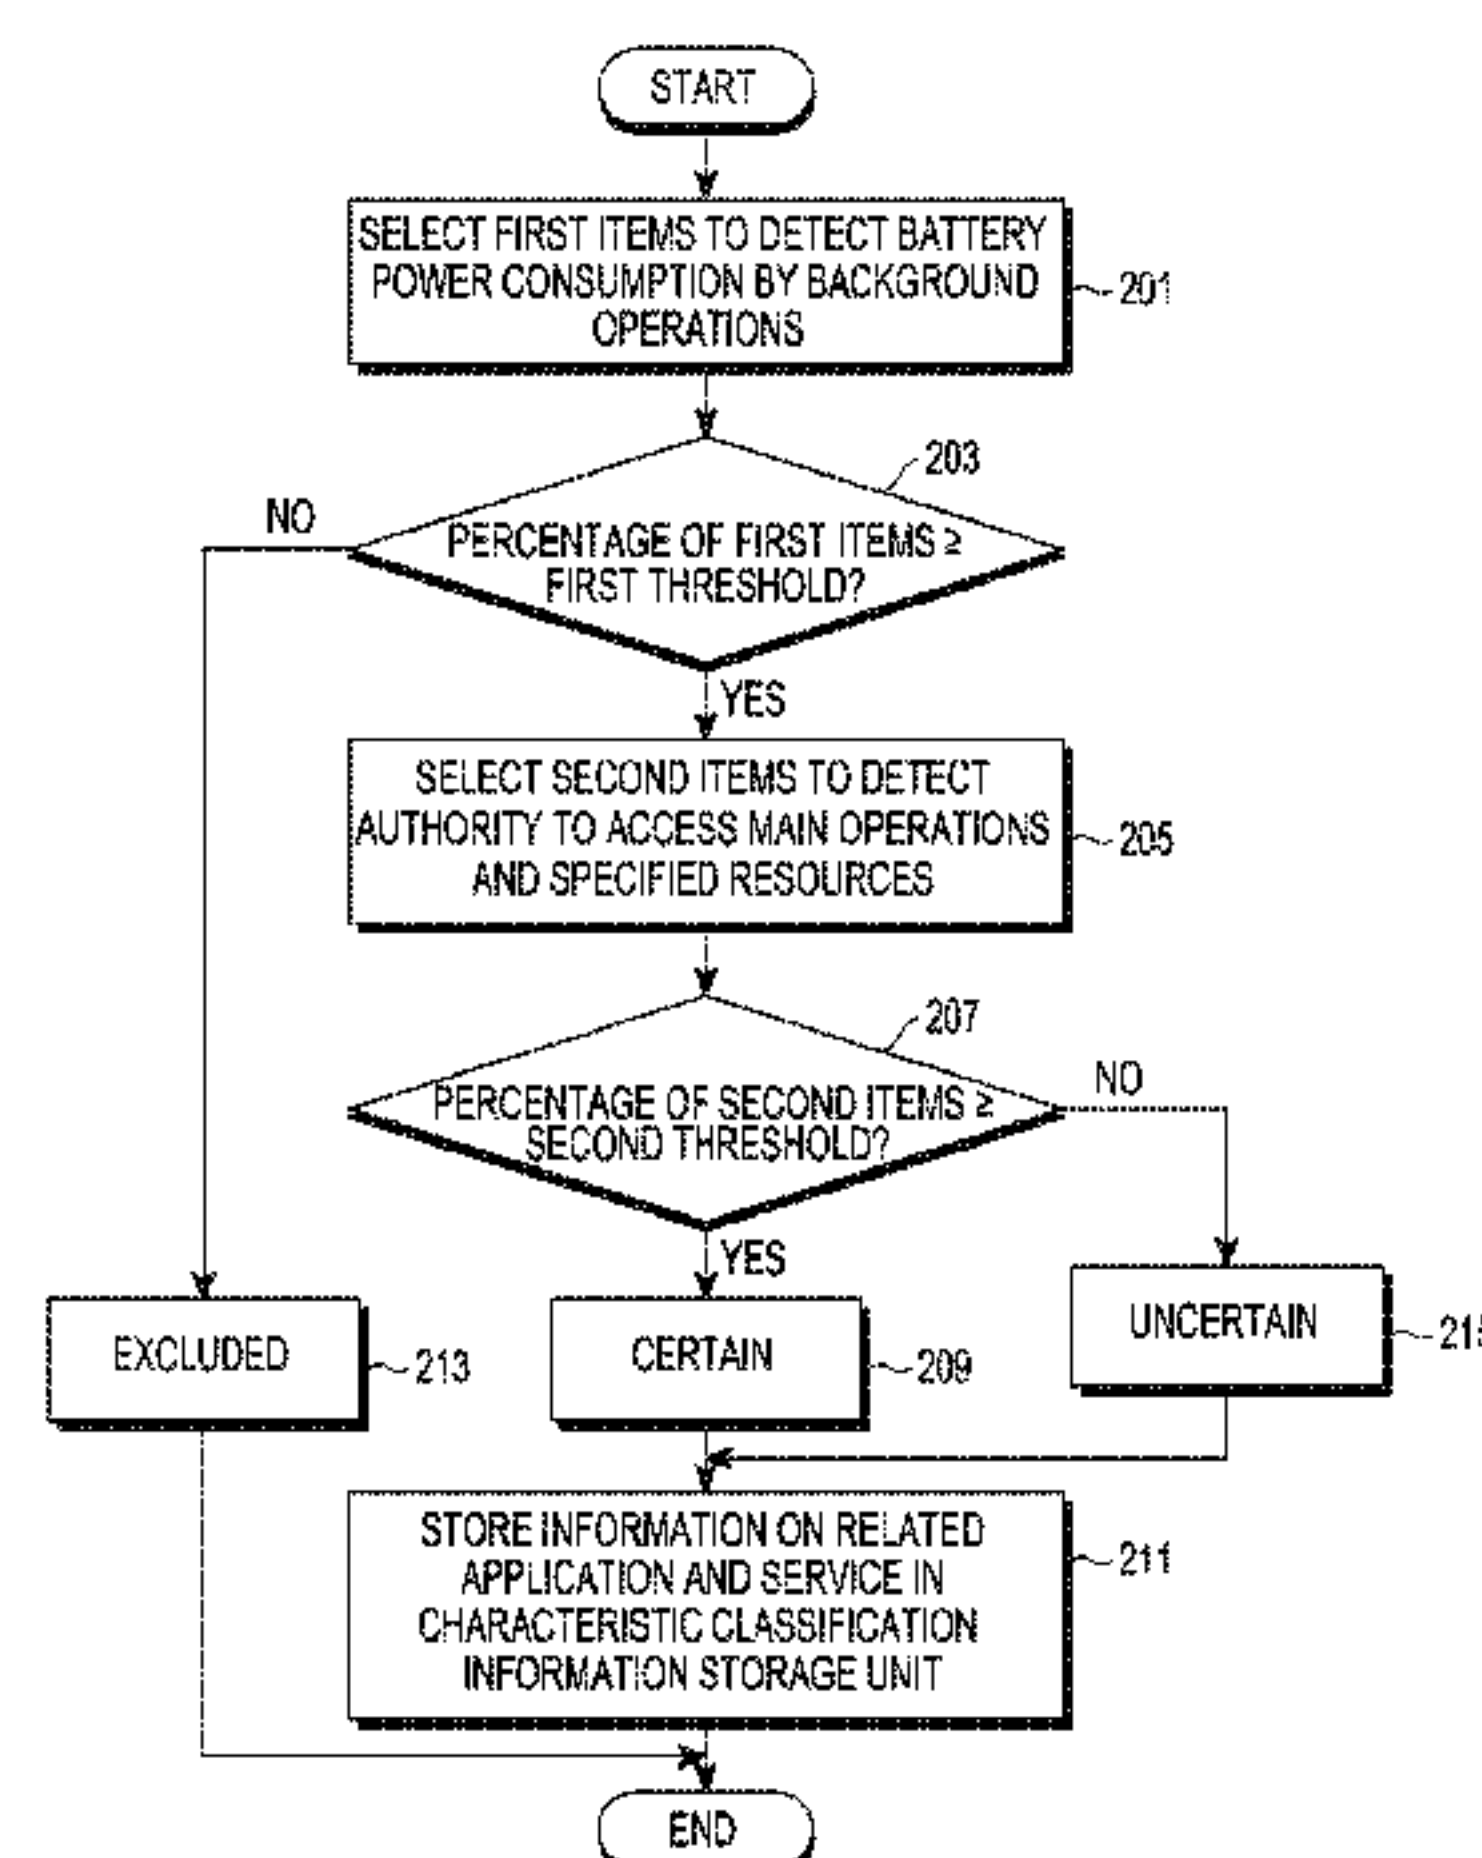 START
SELECT FIRST ITEMS TO DETECT BATTERY
POWER CONSUMPTION BY BACKGROUND
OPERATIONS
201
203
NO
PERCENTAGE OF FIRST ITEMS ≥
FIRST THRESHOLD?
YES
SELECT SECOND ITEMS TO DETECT
AUTHORITY TO ACCESS MAIN OPERATIONS
AND SPECIFIED RESOURCES
205
207
NO
PERCENTAGE OF SECOND ITEMS ≥
SECOND THRESHOLD?
YES
EXCLUDED
213
CERTAIN
209
UNCERTAIN
STORE INFORMATION ON RELATED
APPLICATION AND SERVICE IN
CHARACTERISTIC CLASSIFICATION
INFORMATION STORAGE UNIT
211
END